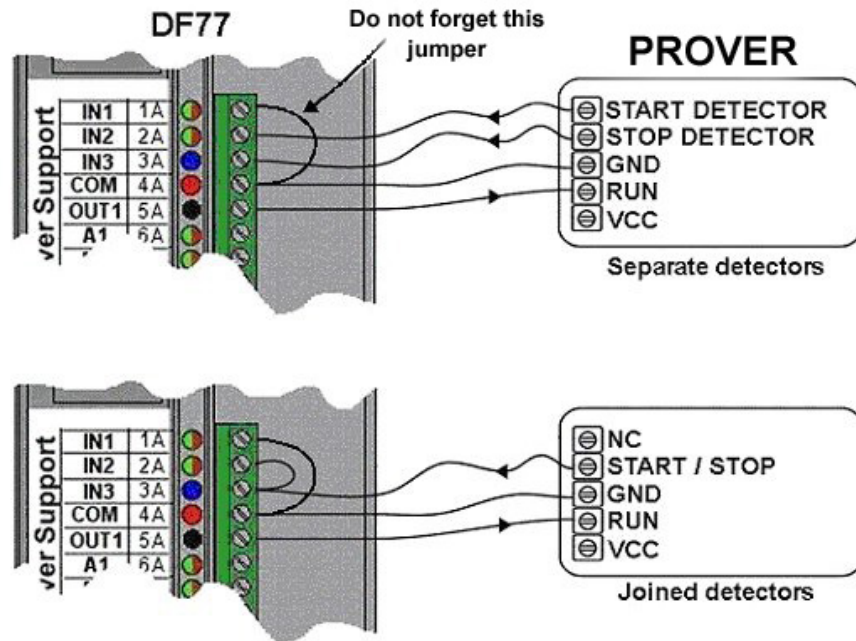 DF77
Do not forget this
jumper
PROVER
IN1 1A
IN2 2A
IN3 3A
COM 4A
OUT1 5A
A1 6A
ver Support
START DETECTOR
STOP DETECTOR
GND
RUN
VCC
Separate detectors
IN1 1A
IN2 2A
IN3 3A
COM 4A
OUT1 5A
A1 6A
ver Support
NC
START / STOP
GND
RUN
VCC
Joined detectors